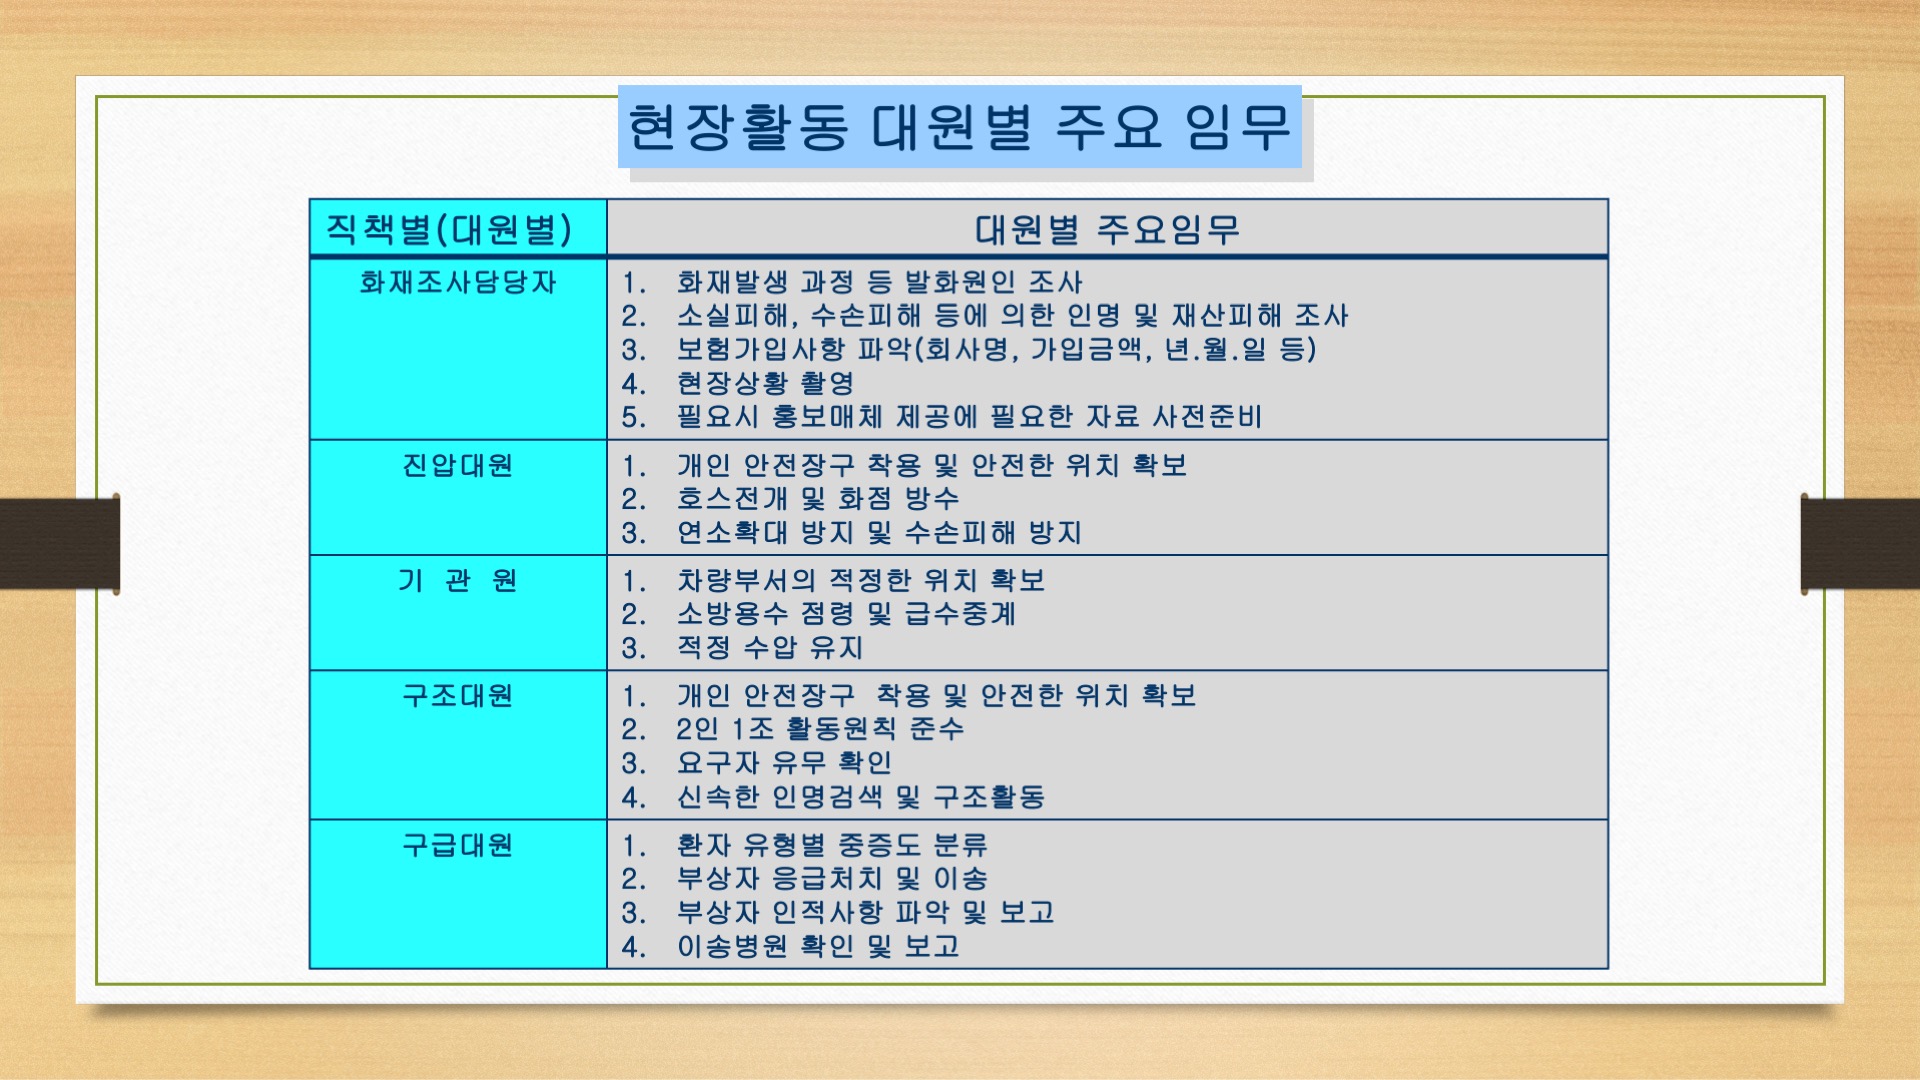 현장활동 대원별 주요 임무
직책별(대원별)
대원별 주요임무
화재조사담당자
1. 화재발생 과정 등 발화원인 조사
2. 소실피해, 수손피해 등에 의한 인명 및 재산피해 조사
3. 보험가입사항 파악(회사명, 가입금액, 년.월.일 등)
4. 현장상황 촬영
5. 필요시 홍보매체 제공에 필요한 자료 사전준비
진압대원
1. 개인 안전장구 착용 및 안전한 위치 확보
2. 호스전개 및 화점 방수
3. 연소확대 방지 및 수손피해 방지
기 관 원
1. 차량부서의 적정한 위치 확보
2. 소방용수 점령 및 급수중계
3. 적정 수압 유지
구조대원
1. 개인 안전장구 착용 및 안전한 위치 확보
2. 2인 1조 활동원칙 준수
3. 요구자 유무 확인
4. 신속한 인명검색 및 구조활동
구급대원
1. 환자 유형별 중증도 분류
2. 부상자 응급처치 및 이송
3. 부상자 인적사항 파악 및 보고
4. 이송병원 확인 및 보고